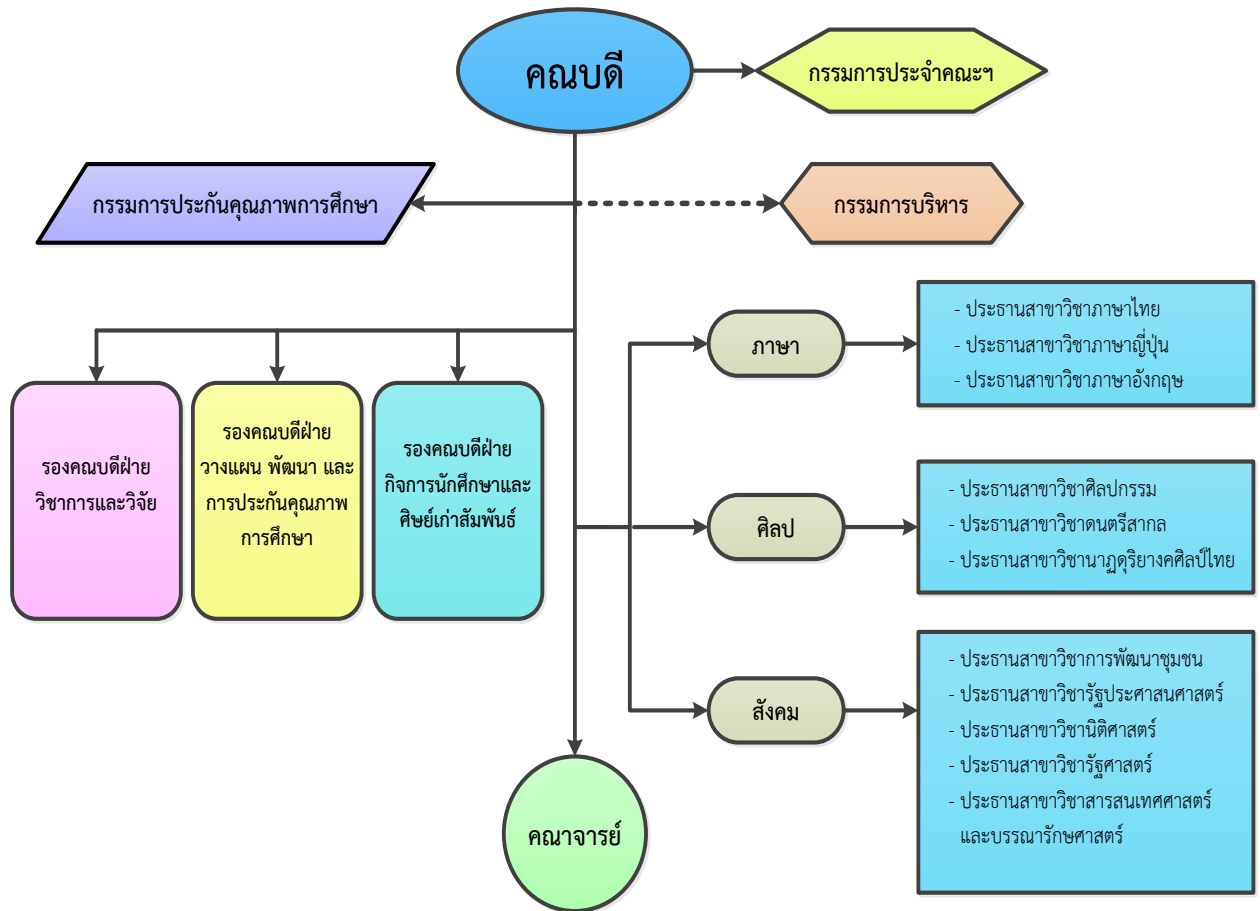 คณบดี
กรรมการประจำคณะฯ
กรรมการประกันคุณภาพการศึกษา
กรรมการบริหาร
รองคณบดีฝ่าย
วิชาการและวิจัย
รองคณบดีฝ่าย
วางแผน พัฒนา และ
การประกันคุณภาพ
การศึกษา
รองคณบดีฝ่าย
กิจการนักศึกษาและ
ศิษย์เก่าสัมพันธ์
ภาษา
- ประธานสาขาวิชาภาษาไทย
- ประธานสาขาวิชาภาษาญี่ปุ่น
- ประธานสาขาวิชาภาษาอังกฤษ
ศิลป
- ประธานสาขาวิชาศิลปกรรม
- ประธานสาขาวิชาดนตรีสากล
- ประธานสาขาวิชานาฏดุริยางคศิลป์ไทย
สังคม
- ประธานสาขาวิชาการพัฒนาชุมชน
- ประธานสาขาวิชารัฐประศาสนศาสตร์
- ประธานสาขาวิชานิติศาสตร์
- ประธานสาขาวิชารัฐศาสตร์
- ประธานสาขาวิชาสารสนเทศศาสตร์
และบรรณารักษศาสตร์
คณาจารย์